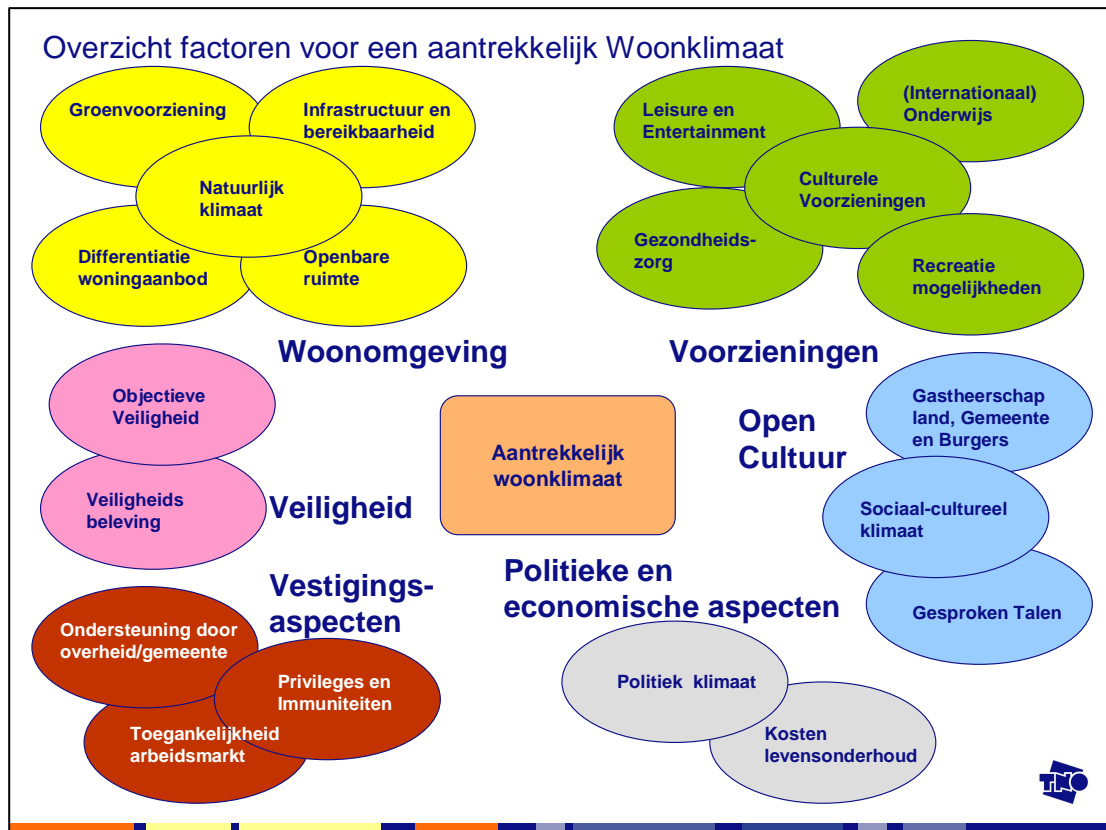 Overzicht factoren voor een aantrekkelijk Woonklimaat
Groenvoorziening
Infrastructuur en
bereikbaarheid
Natuurlijk
klimaat
Differentiatie
woningaanbod
Openbare
ruimte
Leisure en
Entertainment
(Internationaal)
Onderwijs
Culturele
Voorzieningen
Gezondheids-
zorg
Recreatie
mogelijkheden
Woonomgeving
Voorzieningen
Objectieve
Veiligheid
Veiligheids
beleving
Veiligheid
Aantrekkelijk
woonklimaat
Open
Cultuur
Gastheerschap
land, Gemeente
en Burgers
Sociaal-cultureel
klimaat
Gesproken Talen
Vestigings-
aspecten
Ondersteuning door
overheid/gemeente
Privileges en
Immuniteiten
Toegankelijkheid
arbeidsmarkt
Politieke en
economische aspecten
Politiek klimaat
Kosten
levensonderhoud
TNO